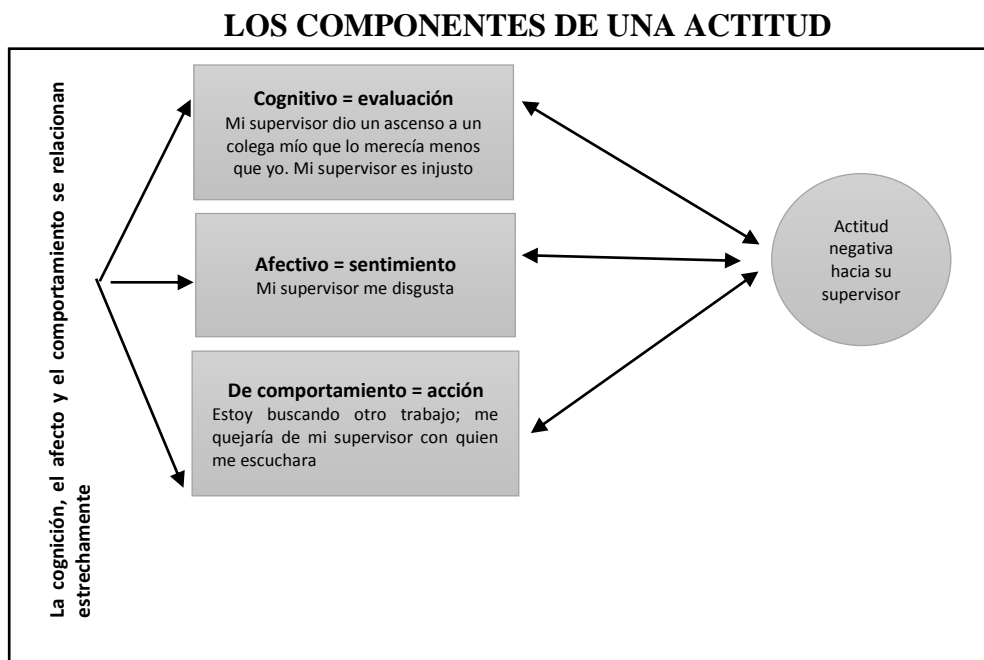 LOS COMPONENTES DE UNA ACTITUD
La cognición, el afecto y el comportamiento se relacionan
estrechamente
Cognitivo = evaluación
Mi supervisor dio un ascenso a un
colega mío que lo merecía menos
que yo. Mi supervisor es injusto
Afectivo = sentimiento
Mi supervisor me disgusta
De comportamiento = acción
Estoy buscando otro trabajo; me
quejaría de mi supervisor con quien
me escuchara
Actitud
negativa
hacia su
supervisor